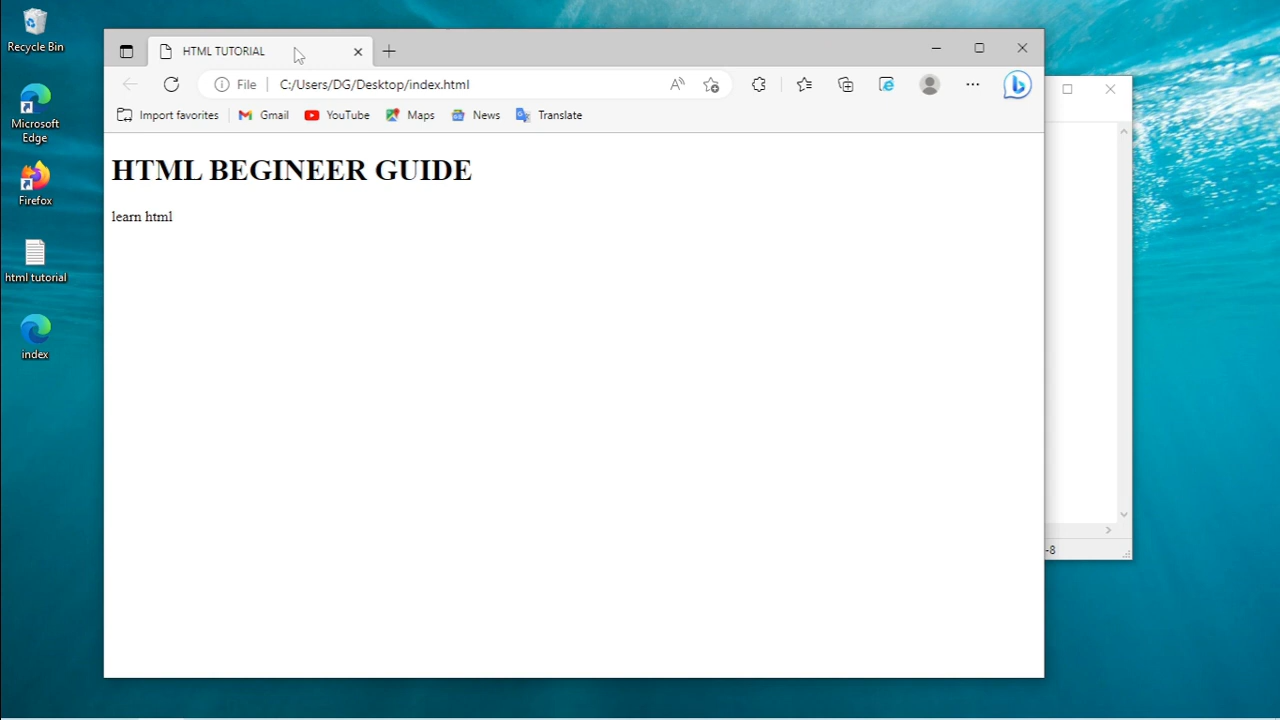 Recycle Bin
Microsoft
Edge
Firefox
html tutorial
index
HTML TUTORIAL
File
C:/Users/DG/Desktop/index.html
Import favorites
Gmail
YouTube
Maps
News
Translate
HTML BEGINEER GUIDE
learn html
-8